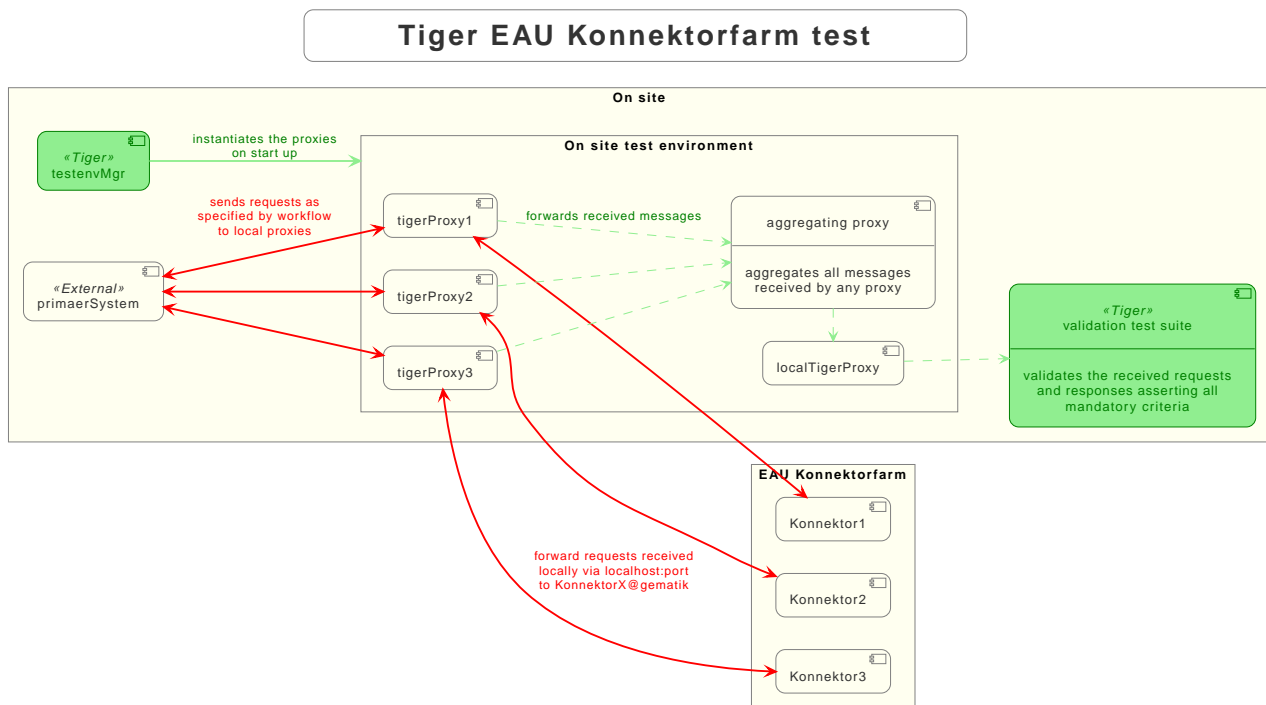 Tiger EAU Konnektorfarm test
On site
«Tiger»
testenvMgr
instantiates the proxies
on start up
On site test environment
sends requests as
specified by workflow
to local proxies
tigerProxy1
forwards received messages
aggregating proxy
aggregates all messages
received by any proxy
«External»
primaerSystem
tigerProxy2
tigerProxy3
localTigerProxy
«Tiger»
validation test suite
validates the received requests
and responses asserting all
mandatory criteria
EAU Konnektorfarm
Konnektor1
forward requests received
locally via localhost:port
to KonnektorX@gematik
Konnektor2
Konnektor3